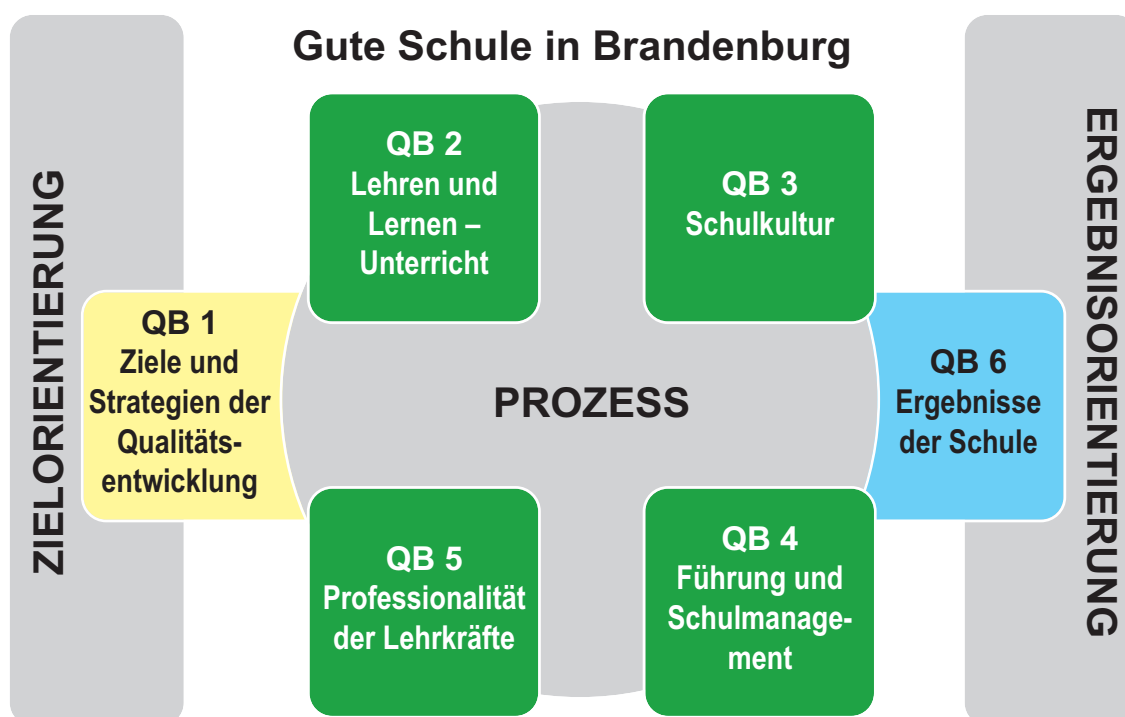 Gute Schule in Brandenburg
ZIELORIENTIERUNG
QB 1
Ziele und
Strategien der
Qualitäts-
entwicklung
QB 2
Lehren und
Lernen –
Unterricht
QB 3
Schulkultur
PROZESS
QB 5
Professionalität
der Lehrkräfte
QB 4
Führung und
Schulmanage-
ment
QB 6
Ergebnisse
der Schule
ERGEBNISORIENTIERUNG